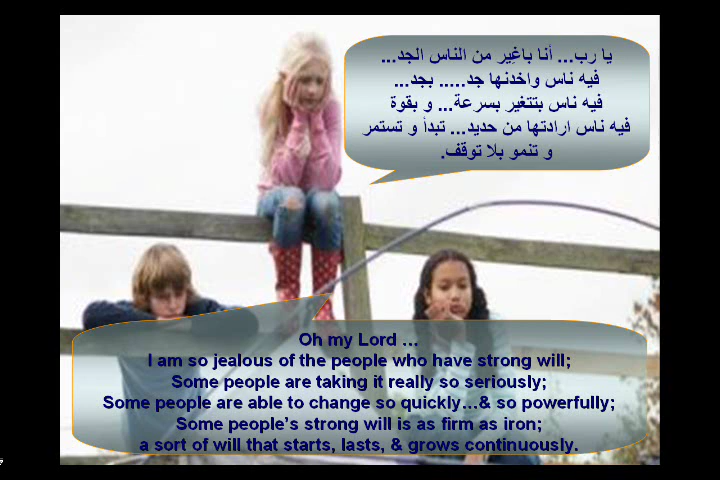 يا رب... أنا باغِير من الناس الجد...
فيه ناس واخدنها جد..... بجد...
فيه ناس بتتغير بسرعة... و بقوة
فيه ناس ارادتها من حديد... تبدأ و تستمر
و تنمو بلا توقف.
Oh my Lord …
I am so jealous of the people who have strong will;
Some people are taking it really so seriously;
Some people are able to change so quickly…& so powerfully;
Some people’s strong will is as firm as iron;
a sort of will that starts, lasts, & grows continuously.